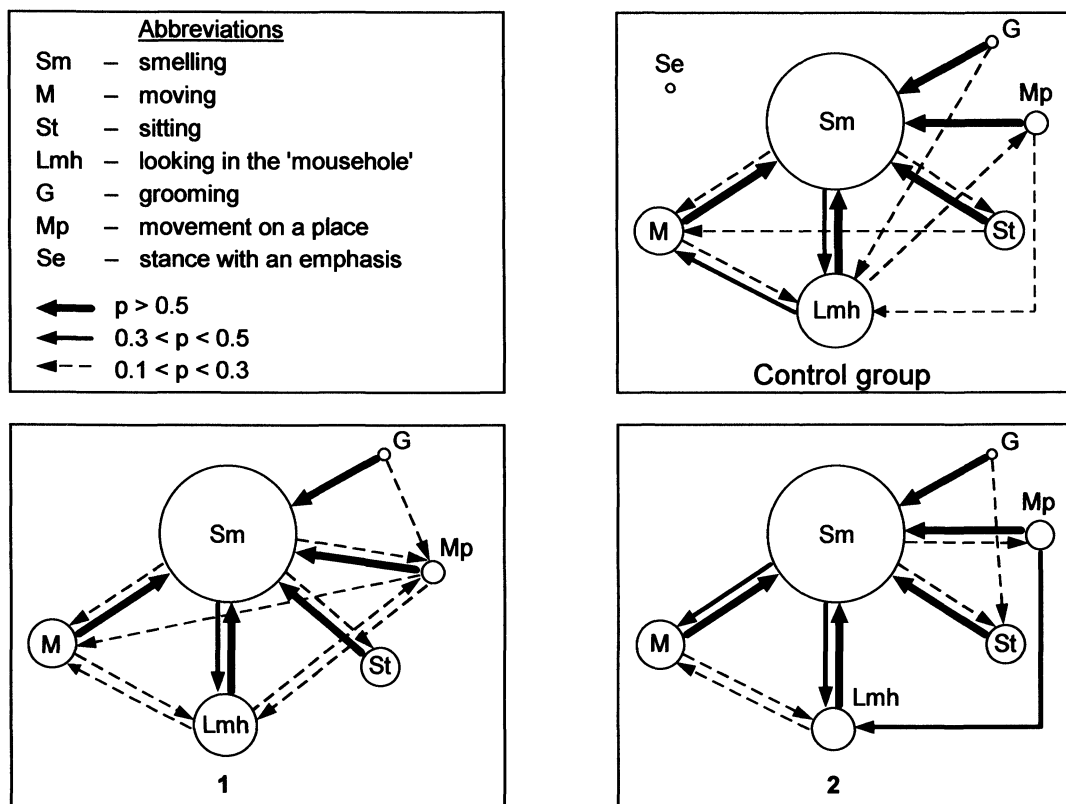 Abbreviations
Sm – smelling
M – moving
St – sitting
Lmh – looking in the 'mousehole'
G – grooming
Mp – movement on a place
Se – stance with an emphasis
p > 0.5
0.3 < p < 0.5
0.1 < p < 0.3
G
Se
Mp
Sm
M
St
Lmh
Control group
G
Sm
Mp
M
St
Lmh
1
G
Mp
Sm
M
St
Lmh
2